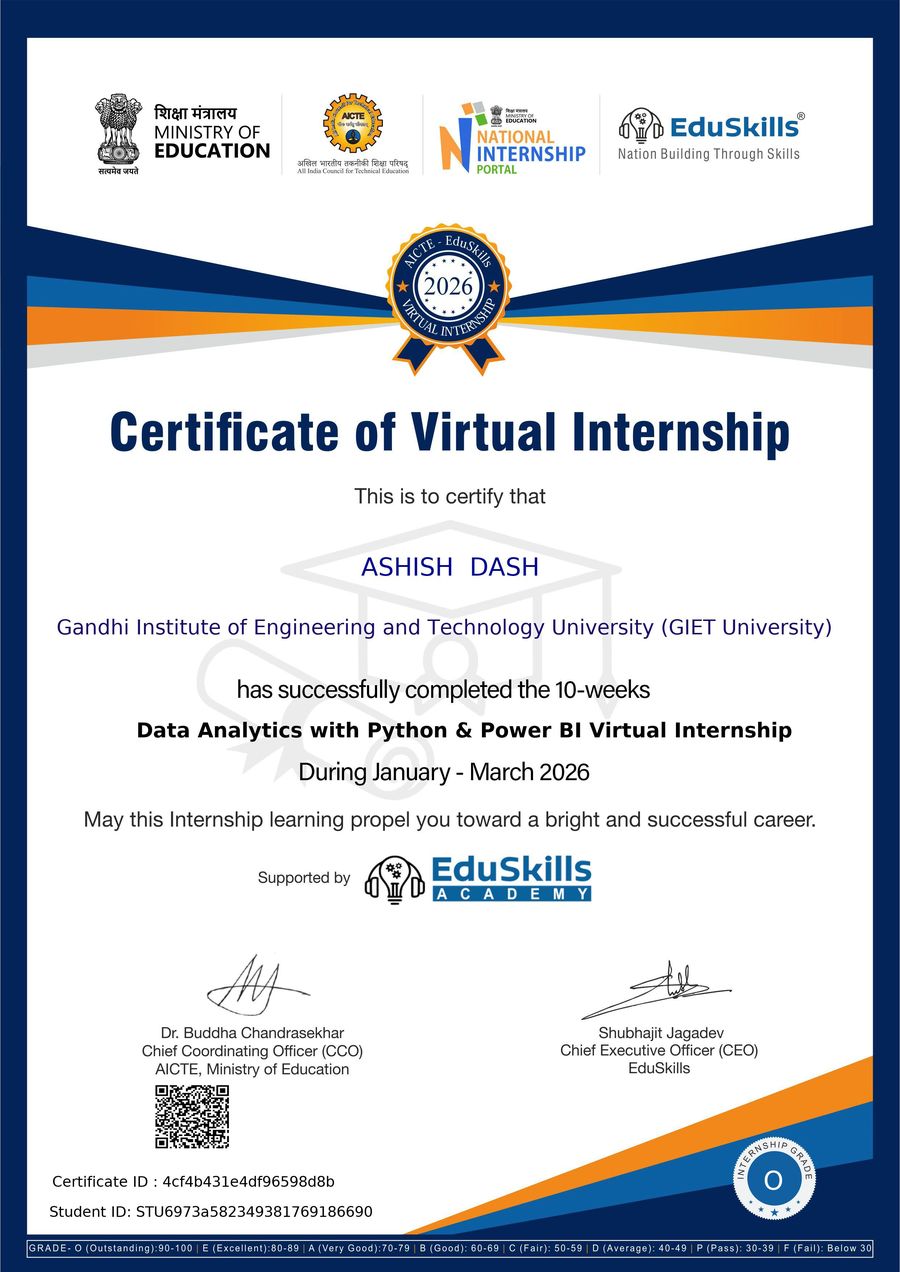 शिक्षा मंत्रालय
MINISTRY OF
EDUCATION
सत्यमेव जयते
AICTE
अखिल भारतीय तकनीकी शिक्षा परिषद्
All India Council for Technical Education
शिक्षा मंत्रालय
MINISTRY OF
EDUCATION
NATIONAL
INTERNSHIP
PORTAL
EduSkills®
Nation Building Through Skills
AICTE - EduSkills
2026
VIRTUAL INTERNSHIP
Certificate of Virtual Internship
This is to certify that
ASHISH DASH
Gandhi Institute of Engineering and Technology University (GIET University)
has successfully completed the 10-weeks
Data Analytics with Python & Power BI Virtual Internship
During January - March 2026
May this Internship learning propel you toward a bright and successful career.
Supported by
EduSkills
ACADEMY
Dr. Buddha Chandrasekhar
Chief Coordinating Officer (CCO)
AICTE, Ministry of Education
Shubhajit Jagadev
Chief Executive Officer (CEO)
EduSkills
INTERNSHIP GRADE
O
Certificate ID : 4cf4b431e4df96598d8b
Student ID: STU6973a582349381769186690
GRADE- O (Outstanding):90-100 | E (Excellent):80-89 | A (Very Good):70-79 | B (Good): 60-69 | C (Fair): 50-59 | D (Average): 40-49 | P (Pass): 30-39 | F (Fail): Below 30